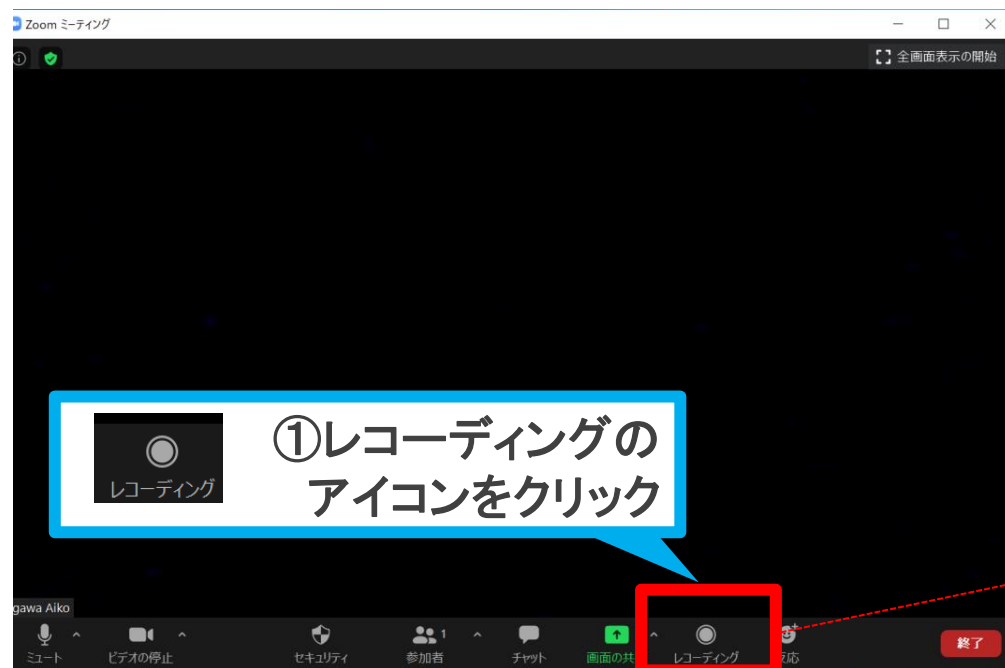 Zoom ミーティング
全画面表示の開始
レコーディング
①レコーディングの
アイコンをクリック
gawa Aiko
ミュート
ビデオの停止
セキュリティ
参加者
1
チャット
画面の共
レコーディング
応
終了